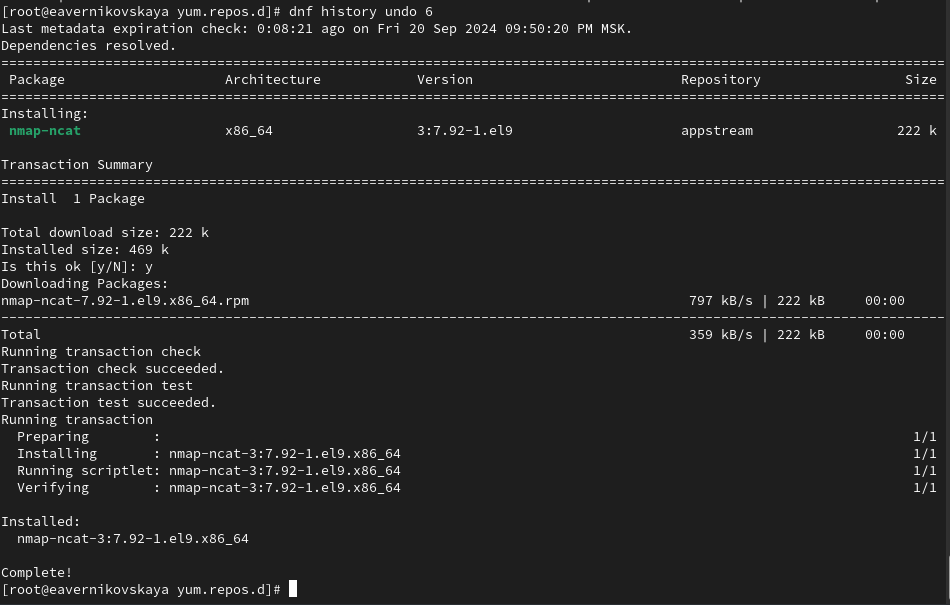 [root@eavernikovskaya yum.repos.d]# dnf history undo 6
Last metadata expiration check: 0:08:21 ago on Fri 20 Sep 2024 09:50:20 PM MSK.
Dependencies resolved.
================================================================================
Package Architecture Version Repository Size
================================================================================
Installing:
nmap-ncat x86_64 3:7.92-1.el9 appstream 222 k
Transaction Summary
================================================================================
Install  1 Package
Total download size: 222 k
Installed size: 469 k
Is this ok [y/N]: y
Downloading Packages:
nmap-ncat-7.92-1.el9.x86_64.rpm 797 kB/s | 222 kB 00:00
--------------------------------------------------------------------------------
Total 359 kB/s | 222 kB 00:00
Running transaction check
Transaction check succeeded.
Running transaction test
Transaction test succeeded.
Running transaction
Preparing : 1/1
Installing : nmap-ncat-3:7.92-1.el9.x86_64 1/1
Running scriptlet: nmap-ncat-3:7.92-1.el9.x86_64 1/1
Verifying : nmap-ncat-3:7.92-1.el9.x86_64 1/1
Installed:
nmap-ncat-3:7.92-1.el9.x86_64
Complete!
[root@eavernikovskaya yum.repos.d]#